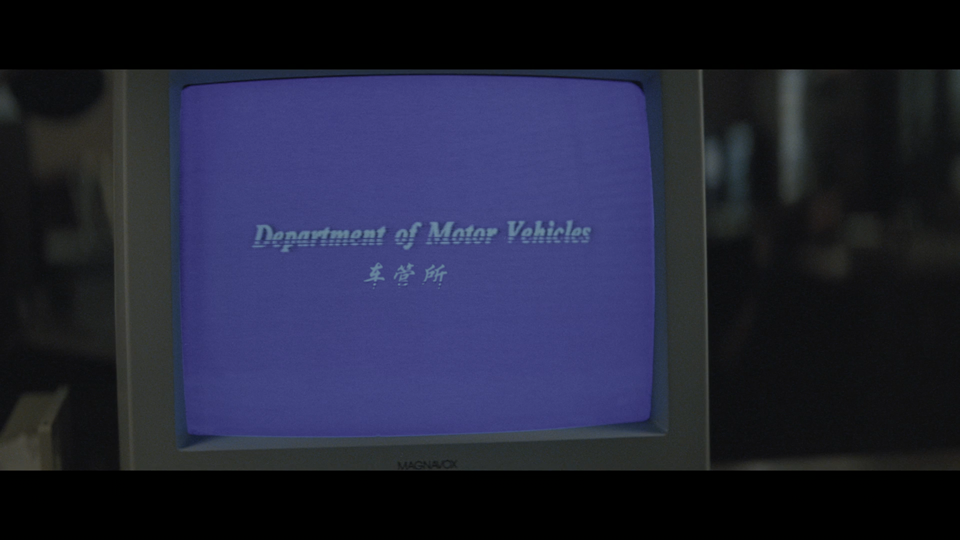 Department of Motor Vehicles
车管所
MAGNAVOX